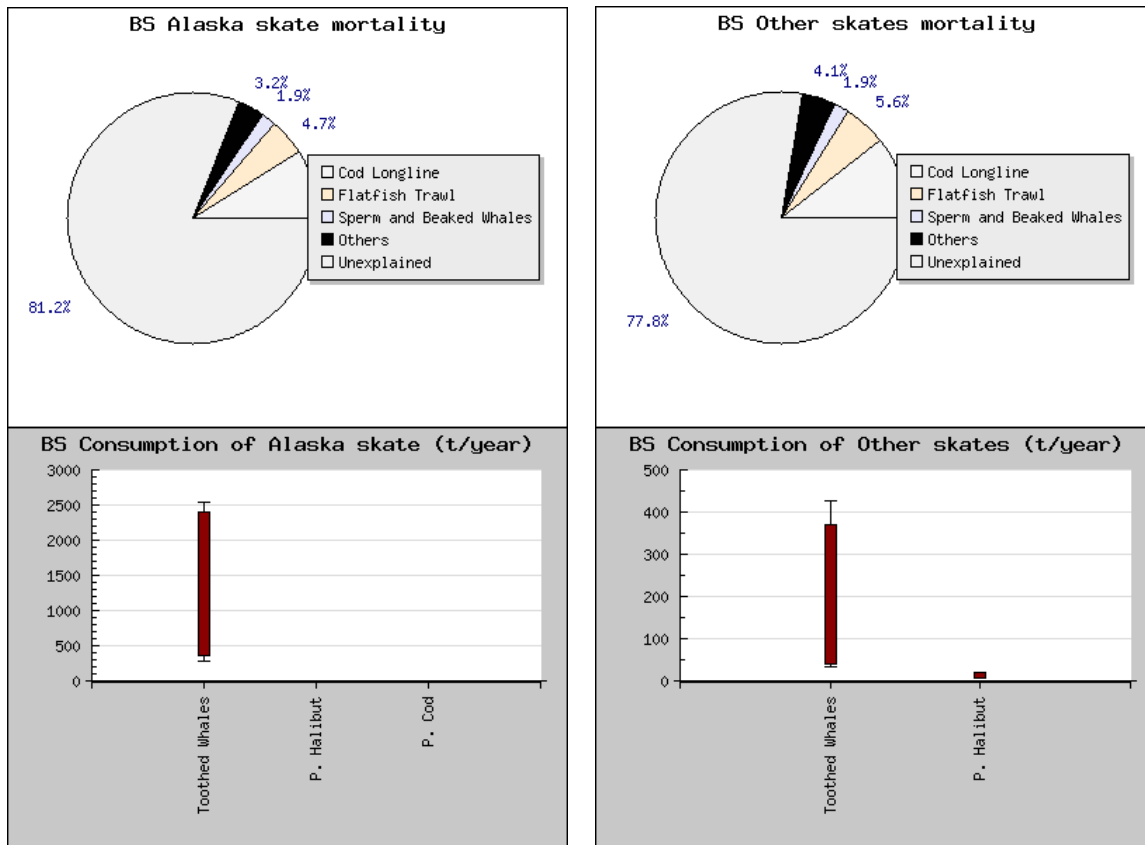 BS Alaska skate mortality
3.2%
1.9%
4.7%
81.2%
Cod Longline
Flatfish Trawl
Sperm and Beaked Whales
Others
Unexplained
BS Other skates mortality
4.1%
1.9%
5.6%
77.8%
Cod Longline
Flatfish Trawl
Sperm and Beaked Whales
Others
Unexplained
BS Consumption of Alaska skate (t/year)
3000
2500
2000
1500
1000
500
0
Toothed Whales
P. Halibut
P. Cod
BS Consumption of Other skates (t/year)
500
400
300
200
100
0
Toothed Whales
P. Halibut